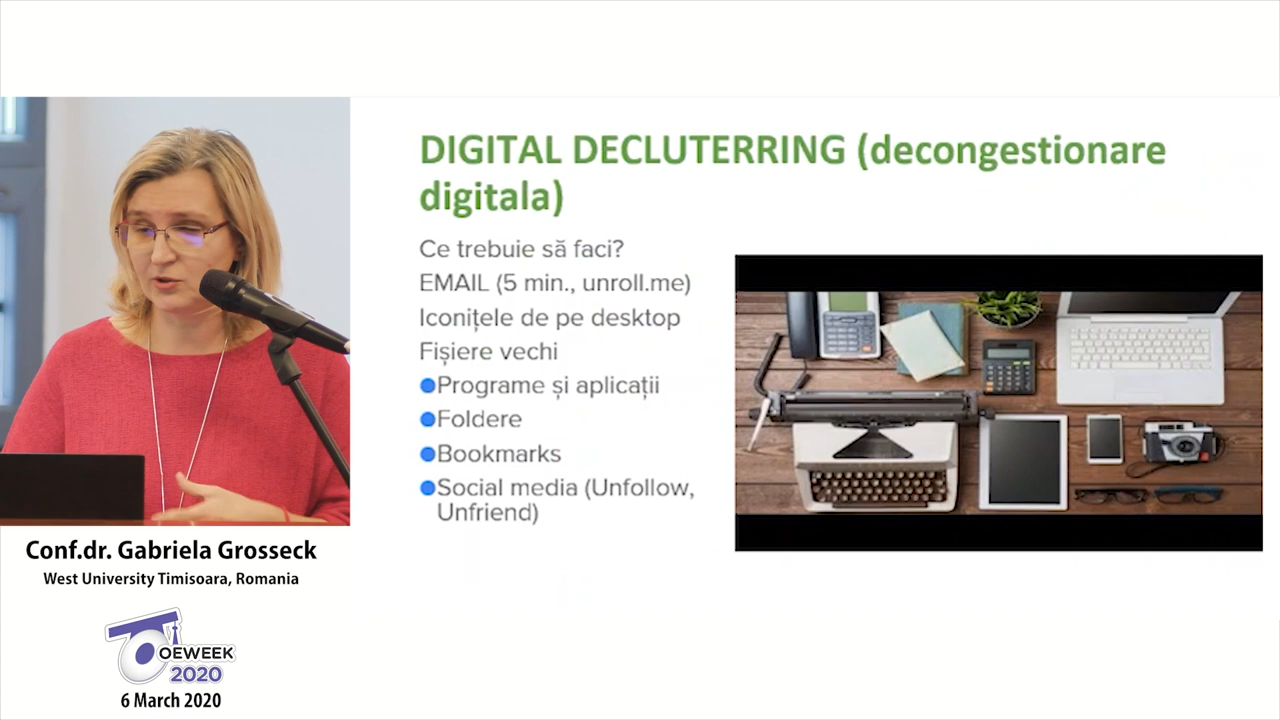 DIGITAL DECLUTERRING (decongestionare
digitala)
Ce trebuie să faci?
EMAIL (5 min., unroll.me)
Iconițele de pe desktop
Fișiere vechi
Programe și aplicații
Foldere
Bookmarks
Social media (Unfollow,
Unfriend)
Conf.dr. Gabriela Grosseck
West University Timisoara, Romania
OEWEEK
2020
6 March 2020